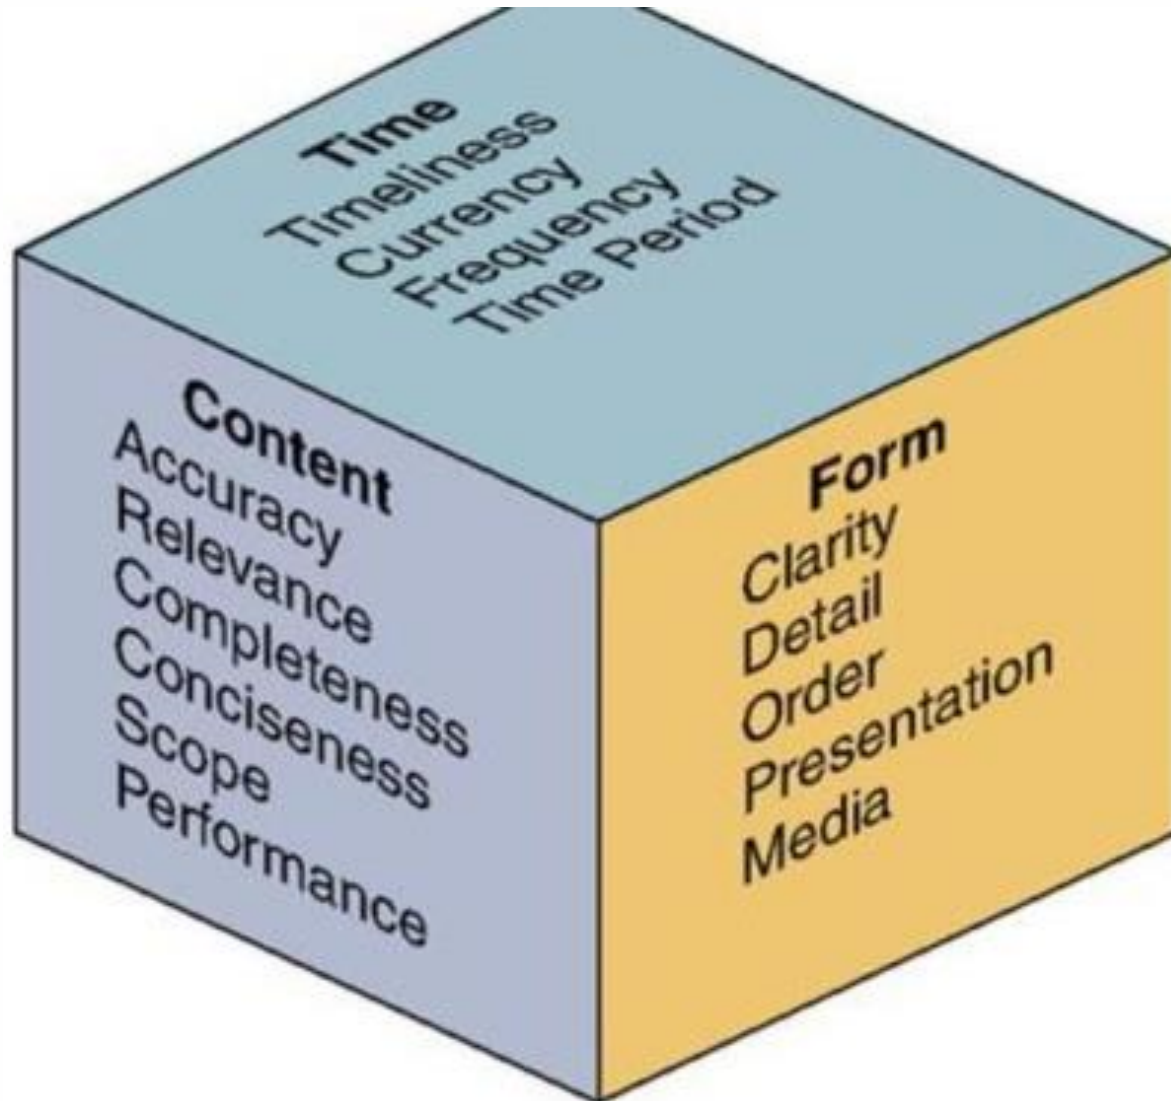 Time
Timeliness
Currency
Frequency
Time Period
Content
Accuracy
Relevance
Completeness
Conciseness
Scope
Performance
Form
Clarity
Detail
Order
Presentation
Media